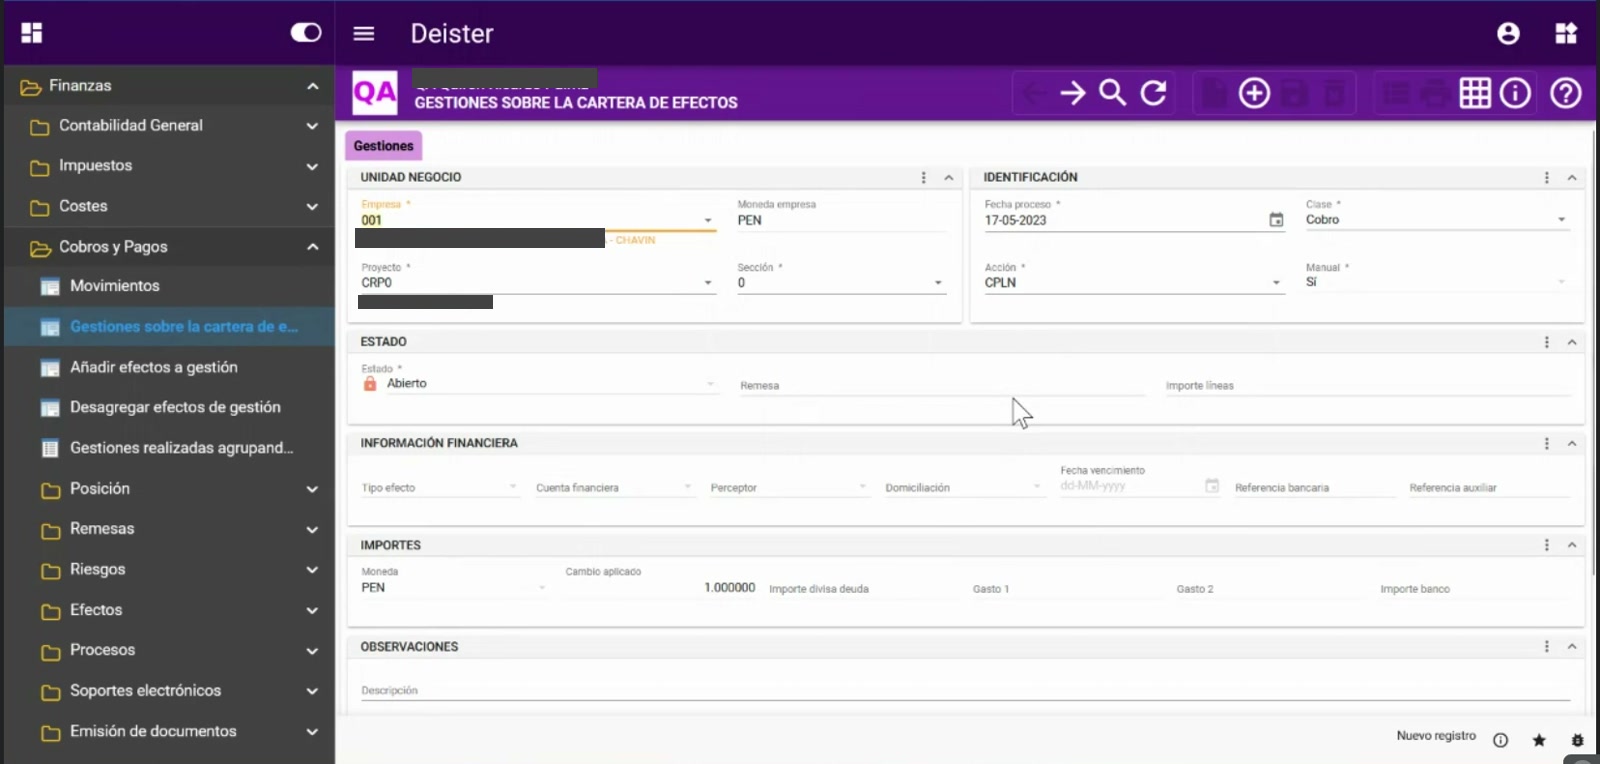 Deister
Finanzas
Contabilidad General
Impuestos
Costes
Cobros y Pagos
Movimientos
Gestiones sobre la cartera de e...
Añadir efectos a gestión
Desagregar efectos de gestión
Gestiones realizadas agrupand...
Posición
Remesas
Riesgos
Efectos
Procesos
Soportes electrónicos
Emisión de documentos
QA
GESTIONES SOBRE LA CARTERA DE EFECTOS
Gestiones
UNIDAD NEGOCIO
Empresa *
001
- CHAVIN
Moneda empresa
PEN
Proyecto *
CRP0
Sección *
0
IDENTIFICACIÓN
Fecha proceso *
17-05-2023
Clase *
Cobro
Acción *
CPLN
Manual *
Sí
ESTADO
Estado *
Abierto
Remesa
Importe líneas
INFORMACIÓN FINANCIERA
Tipo efecto
Cuenta financiera
Perceptor
Domiciliación
Fecha vencimiento
dd-MM-yyyy
Referencia bancaria
Referencia auxiliar
IMPORTES
Moneda
PEN
Cambio aplicado
1.000000
Importe divisa deuda
Gasto 1
Gasto 2
Importe banco
OBSERVACIONES
Descripción
Nuevo registro